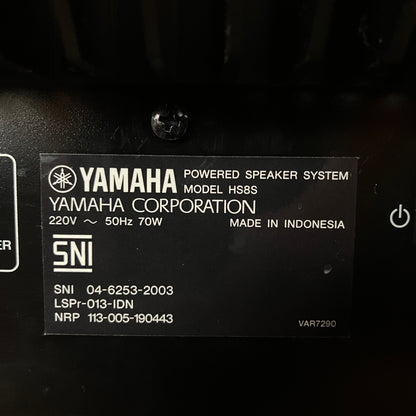 YAMAHA POWERED SPEAKER SYSTEM
MODEL HS8S
YAMAHA CORPORATION
220V ~ 50Hz 70W MADE IN INDONESIA
SNI
SNI 04-6253-2003
LSPr-013-IDN
NRP 113-005-190443
VAR7290